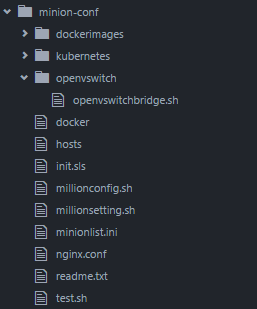 minion-conf
dockerimages
kubernetes
openvswitch
openvswitchbridge.sh
docker
hosts
init.sls
millionconfig.sh
millionsetting.sh
minionlist.ini
nginx.conf
readme.txt
test.sh